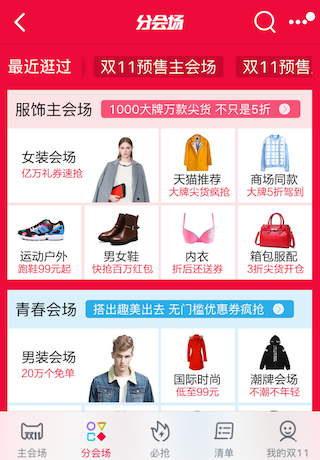 分会场
最近逛过
双11预售主会场
双11预售
服饰主会场
1000大牌万款尖货 不只是5折
女装会场
亿万礼券速抢
天猫推荐
大牌尖货疯抢
商场同款
大牌5折驾到
运动户外
跑鞋99元起
男女鞋
快抢百万红包
内衣
折后还送券
箱包服配
3折尖货开仓
青春会场
搭出趣美出去 无门槛优惠券疯抢
男装会场
20万个免单
国际时尚
低至99元
潮牌会场
不潮不年轻
双11
主会场
分会场
必抢
清单
我的双11